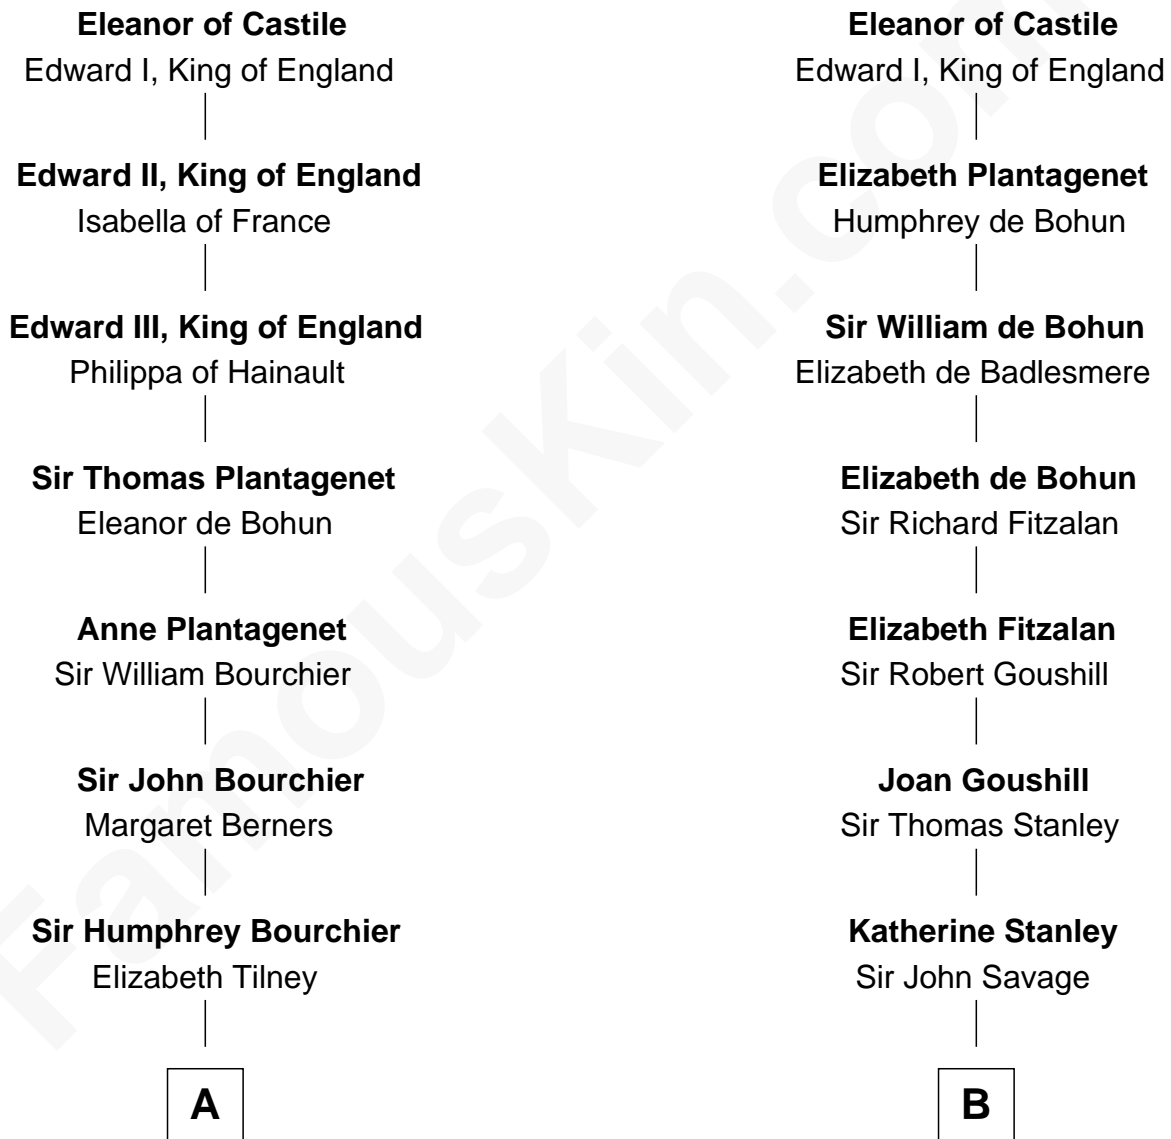 Eleanor of Castile
Edward I, King of England
Edward II, King of England
Isabella of France
Edward III, King of England
Philippa of Hainault
Sir Thomas Plantagenet
Eleanor de Bohun
Anne Plantagenet
Sir William Bourchier
Sir John Bourchier
Margaret Berners
Sir Humphrey Bourchier
Elizabeth Tilney
A
Eleanor of Castile
Edward I, King of England
Elizabeth Plantagenet
Humphrey de Bohun
Sir William de Bohun
Elizabeth de Badlesmere
Elizabeth de Bohun
Sir Richard Fitzalan
Elizabeth Fitzalan
Sir Robert Goushill
Joan Goushill
Sir Thomas Stanley
Katherine Stanley
Sir John Savage
B
FamousKin.com